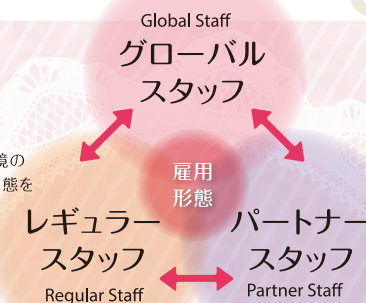 Global Staff
グローバル
スタッフ
境の
態を
雇用
形態
レギュラー
スタッフ
Regular Staff
パートナー
スタッフ
Partner Staff